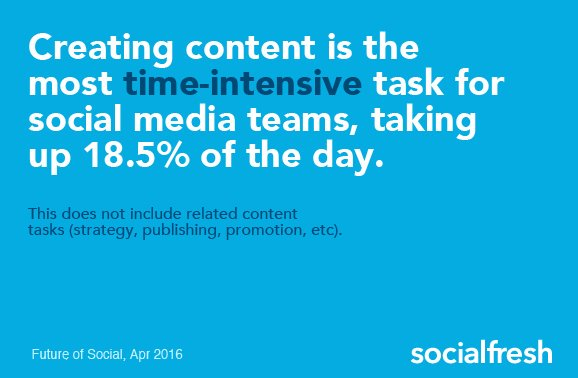 Creating content is the
most time-intensive task for
social media teams, taking
up 18.5% of the day.
This does not include related content
tasks (strategy, publishing, promotion, etc).
Future of Social, Apr 2016
socialfresh